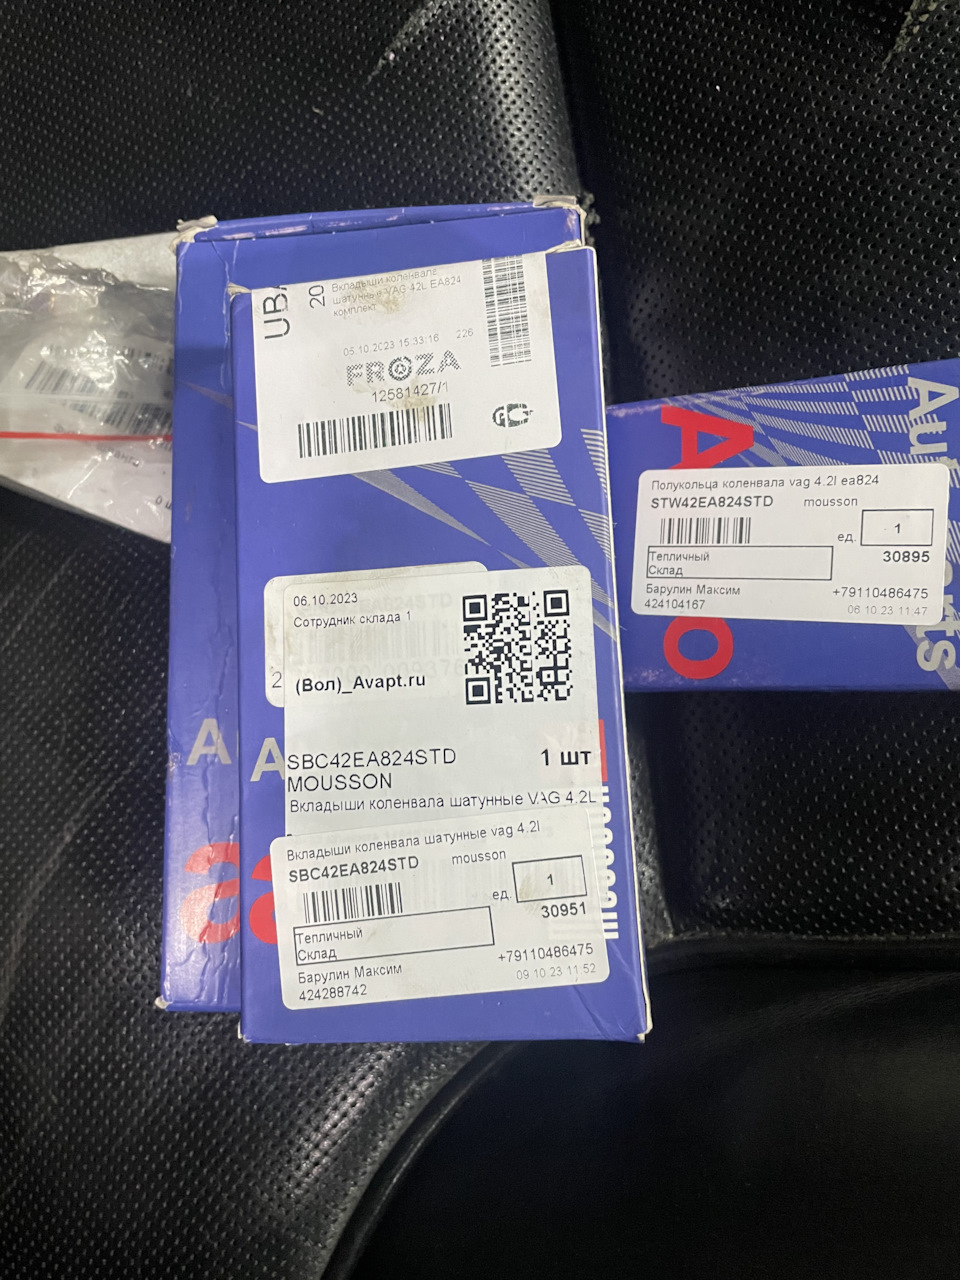 20
Вкладыши коленвала
шатунные VAG 42L EA824
комплект
05.10.2023 15:33:16 226
FROZA
12581427/1
06.10.2023
Сотрудник склада 1
2
(Вол)_Avapt.ru
SBC42EA824STD
1 шт
MOUSSON
Вкладыши коленвала шатунные VAG 4.2L
Вкладыши коленвала шатунные vag 4.2l
SBC42EA824STD mousson
ед. 1
30951
Тепличный
Склад
Барулин Максим
+79110486475
424288742
09 10 23 11:52
A
A
Полукольца коленвала vag 4.2l ea824
STW42EA824STD mousson
ед. 1
30895
Тепличный
Склад
Барулин Максим
+79110486475
424104167
06 10 23 11:47